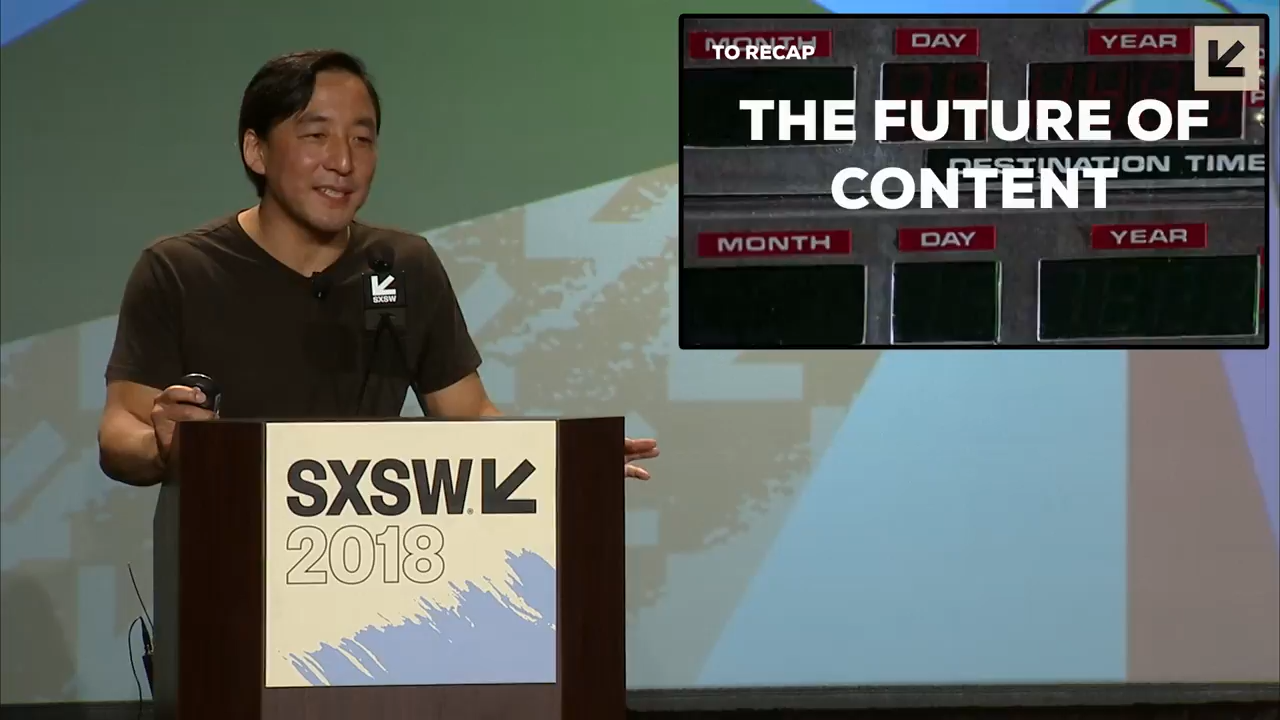 MONTH
DAY
YEAR
TO RECAP
THE FUTURE OF
CONTENT
DESTINATION TIME
MONTH
DAY
YEAR
SXSW
SXSW
2018